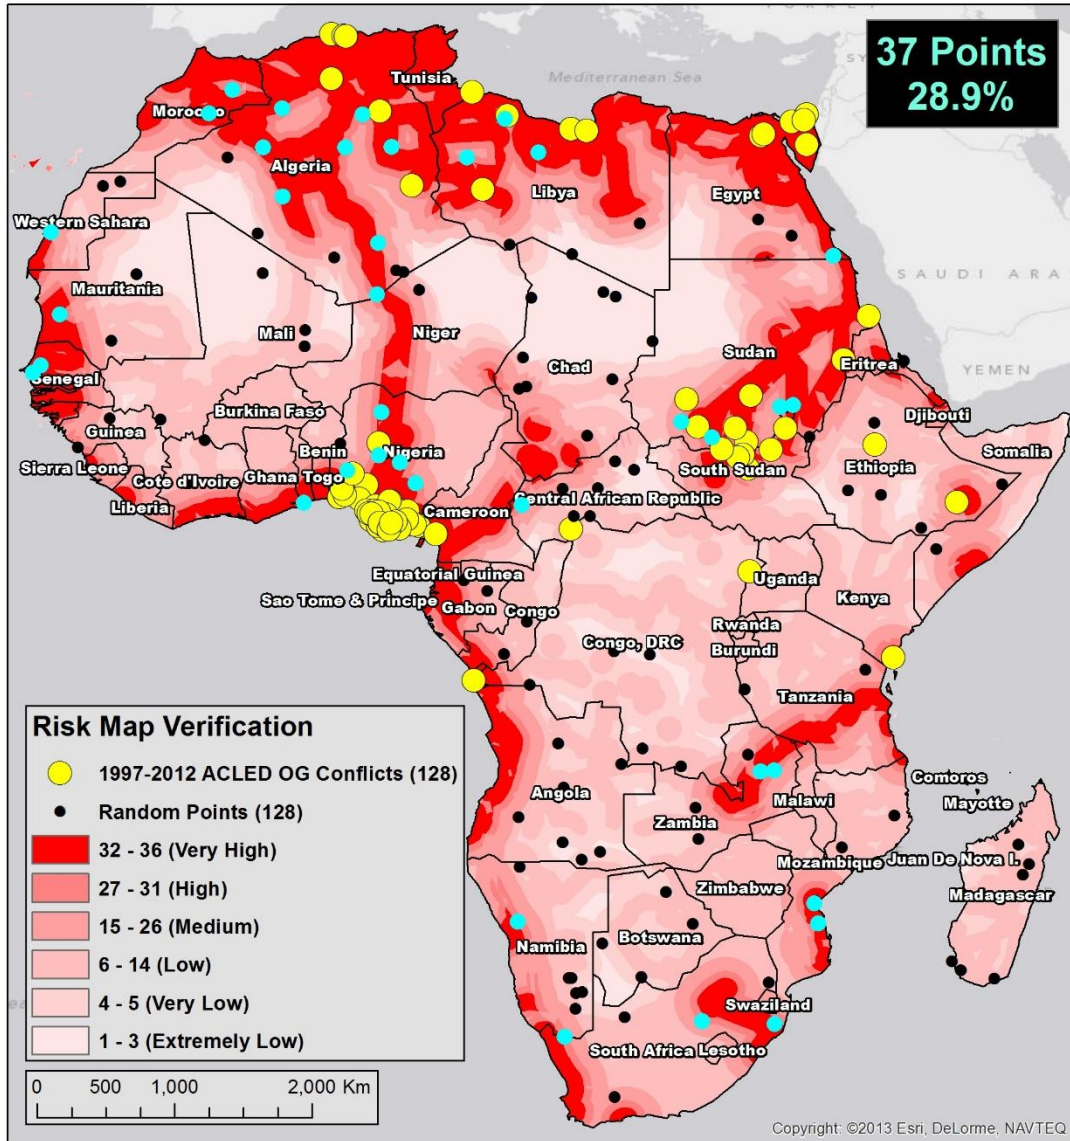 37 Points
28.9%
TURKEY
Mediterranean Sea
Tunisia
Morocco
Algeria
Libya
Egypt
Western Sahara
SAUDI ARA
Mauritania
Mali
Niger
Chad
Sudan
Eritrea
YEMEN
Senegal
Burkina Faso
Djibouti
Guinea
Benin
Nigeria
Somalia
Sierra Leone
Cote d'Ivoire
Ghana
Togo
South Sudan
Ethiopia
Liberia
Central African Republic
Cameroon
Equatorial Guinea
Uganda
Sao Tome & Principe
Gabon
Congo
Kenya
Rwanda
Congo, DRC
Burundi
Tanzania
Angola
Comoros
Malawi
Mayotte
Zambia
Mozambique
Juan De Nova I.
Zimbabwe
Madagascar
Namibia
Botswana
Swaziland
South Africa
Lesotho
Risk Map Verification
1997-2012 ACLED OG Conflicts (128)
Random Points (128)
32 - 36 (Very High)
27 - 31 (High)
15 - 26 (Medium)
6 - 14 (Low)
4 - 5 (Very Low)
1 - 3 (Extremely Low)
0 500 1,000 2,000 Km
Copyright: ©2013 Esri, DeLorme, NAVTEQ